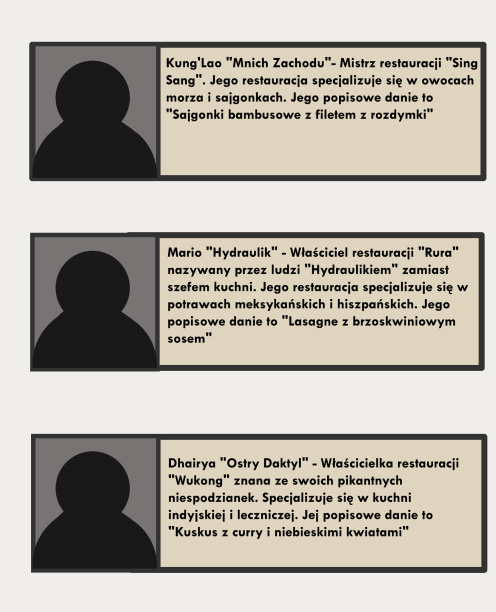 Kung'Lao "Mnich Zachodu"- Mistrz restauracji "Sing
Sang". Jego restauracja specjalizuje się w owocach
morza i sajgonkach. Jego popisowe danie to
"Sajgonki bambusowe z filetem z rozdymki"
Mario "Hydraulik" - Właściciel restauracji "Rura"
nazywany przez ludzi "Hydraulikiem" zamiast
szefem kuchni. Jego restauracja specjalizuje się w
potrawach meksykańskich i hiszpańskich. Jego
popisowe danie to "Lasagne z brzoskwiniowym
sosem"
Dhairya "Ostry Daktyl" - Właścicielka restauracji
"Wukong" znana ze swoich pikantnych
niespodzianek. Specjalizuje się w kuchni
indyjskiej i leczniczej. Jej popisowe danie to
"Kuskus z curry i niebieskimi kwiatami"